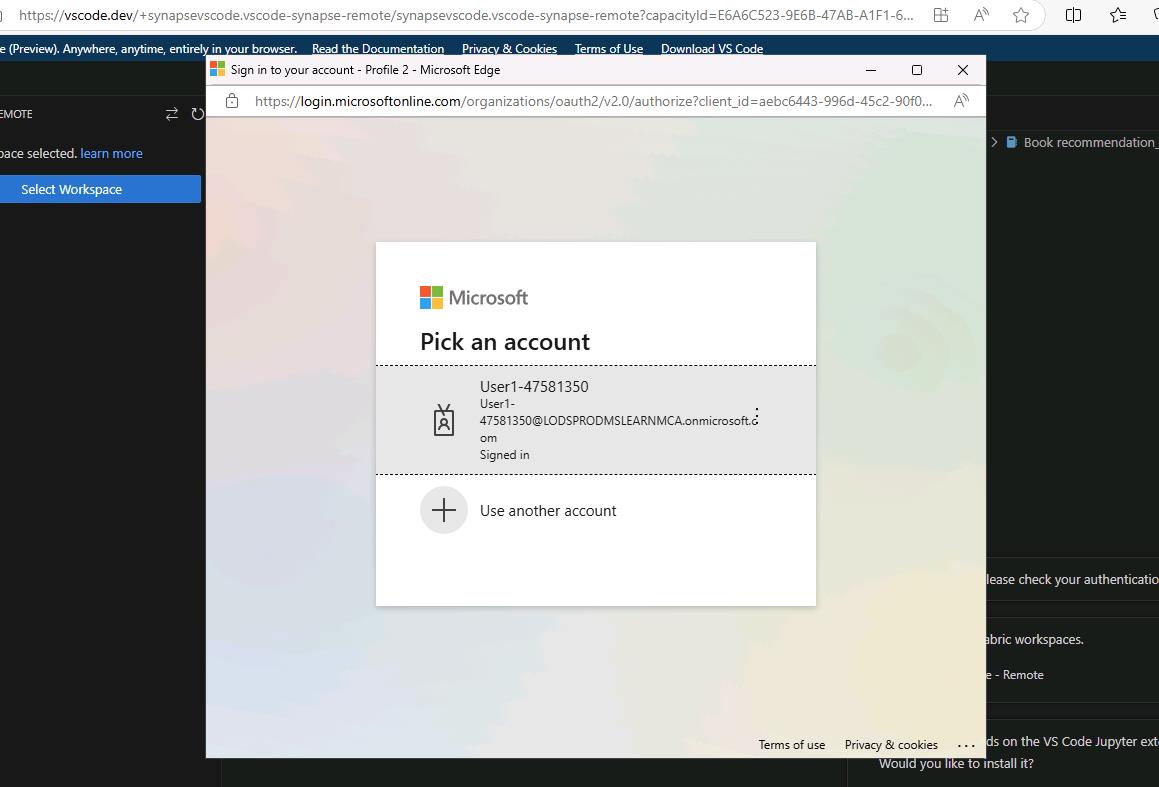 https://vscode.dev/+synapsevscode.vscode-synapse-remote/synapsevscode.vscode-synapse-remote?capacityId=E6A6C523-9E6B-47AB-A1F1-6...
e (Preview). Anywhere, anytime, entirely in your browser. Read the Documentation Privacy & Cookies Terms of Use Download VS Code
Sign in to your account - Profile 2 - Microsoft Edge
https://login.microsoftonline.com/organizations/oauth2/v2.0/authorize?client_id=aebc6443-996d-45c2-90f0...
EMOTE
pace selected. learn more
Select Workspace
Book recommendation_
Microsoft
Pick an account
User1-47581350
User1-
47581350@LODSPRODMSLEARNMCA.onmicrosoft.c
om
Signed in
Use another account
lease check your authenticatio
abric workspaces.
e - Remote
Terms of use Privacy & cookies ...
ds on the VS Code Jupyter ext
Would you like to install it?